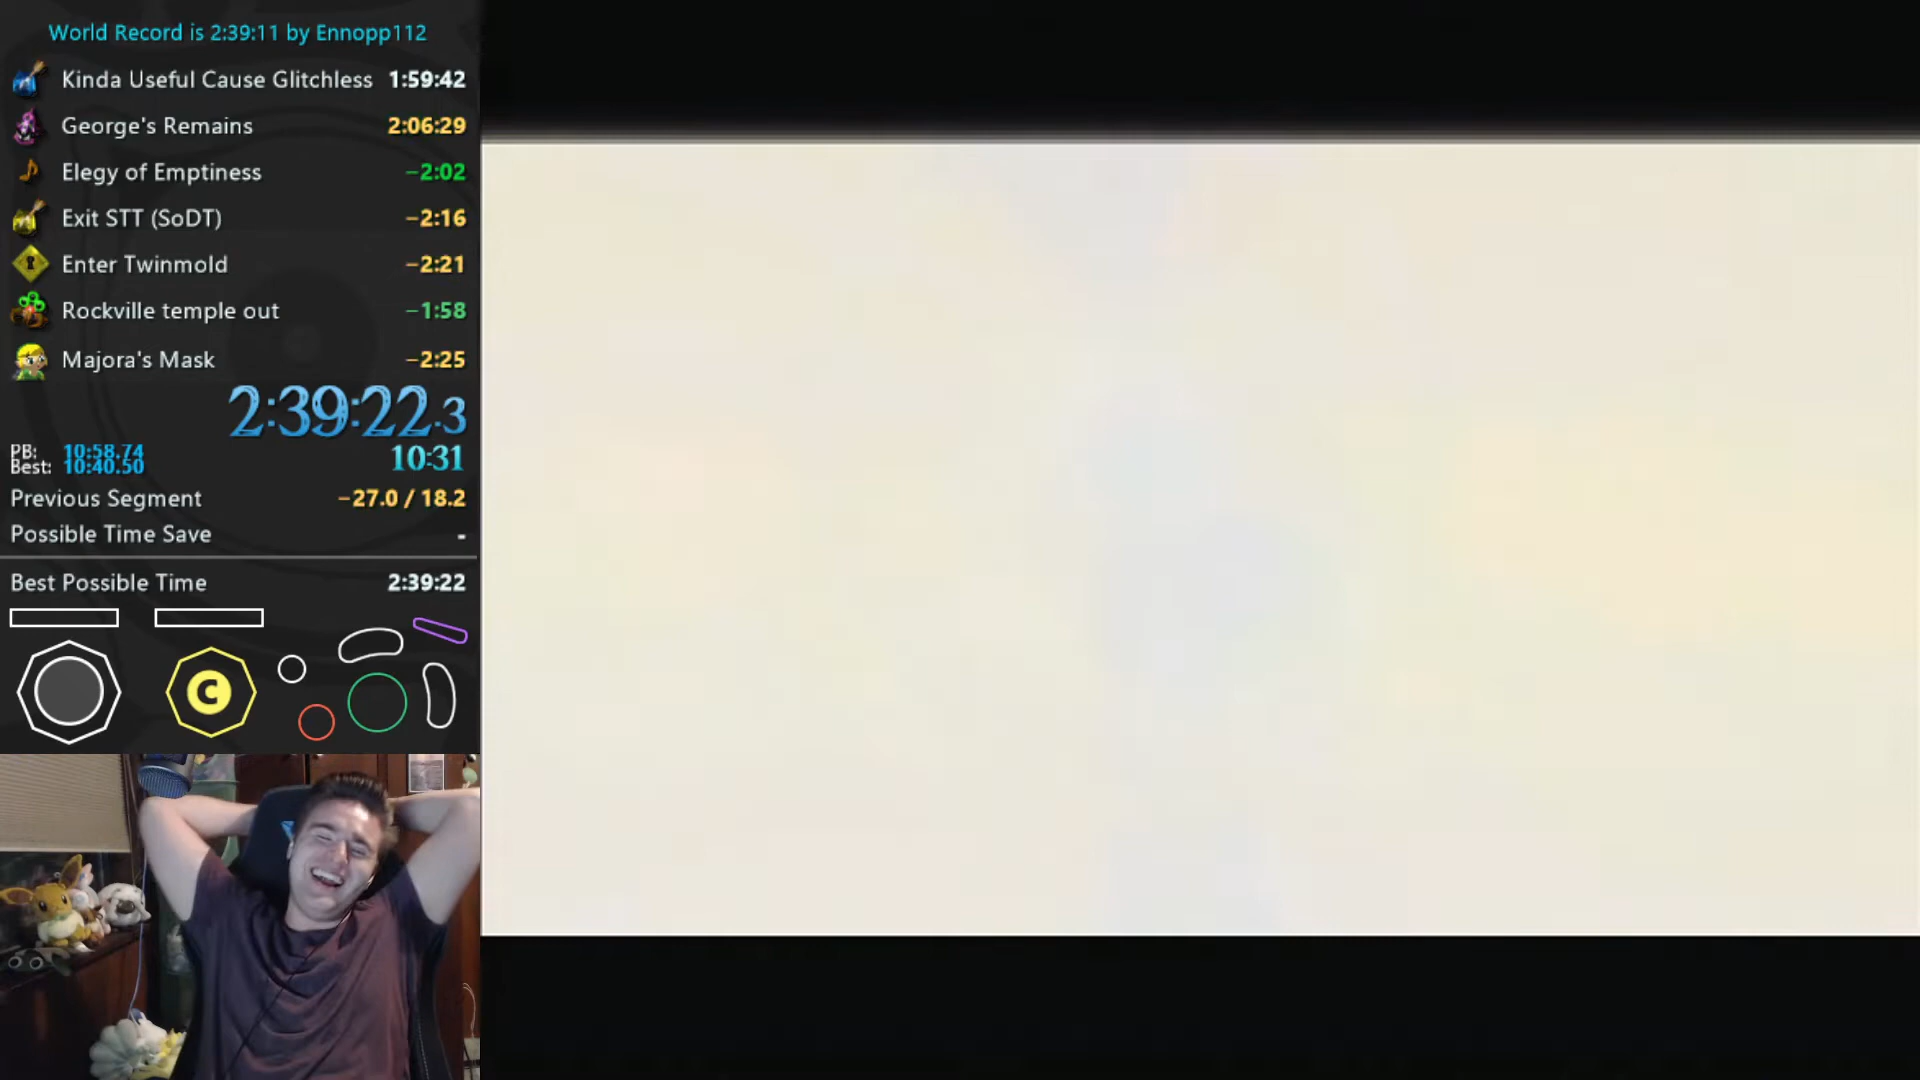 World Record is 2:39:11 by Ennopp112
Kinda Useful Cause Glitchless 1:59:42
George's Remains 2:06:29
Elegy of Emptiness −2:02
Exit STT (SoDT) −2:16
Enter Twinmold −2:21
Rockville temple out −1:58
Majora's Mask −2:25
2:39:22.3
PB: 10:58.74 10:31
Best: 10:40.50
Previous Segment −27.0 / 18.2
Possible Time Save -
Best Possible Time 2:39:22
C